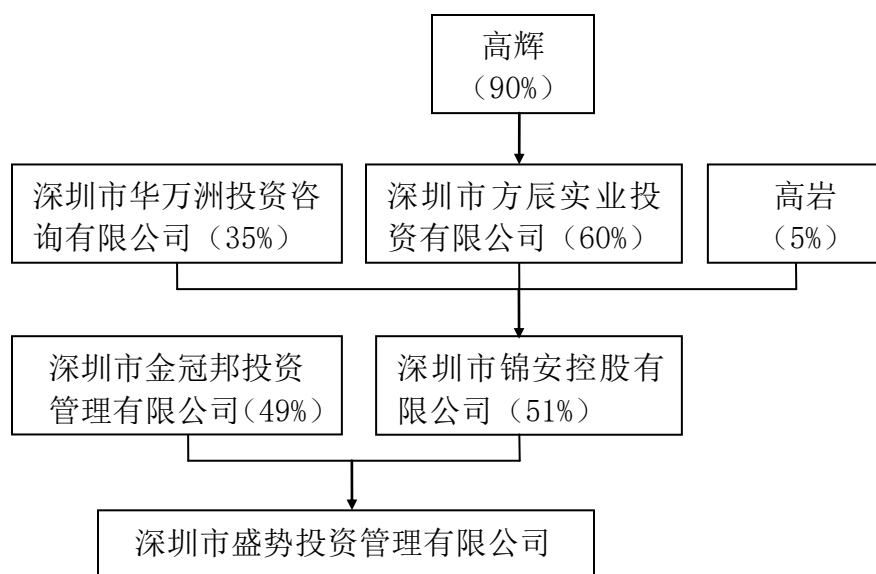 高辉
（90%）
深圳市华万洲投资咨
询有限公司（35%）
深圳市方辰实业投
资有限公司（60%）
高岩
（5%）
深圳市金冠邦投资
管理有限公司(49%)
深圳市锦安控股有
限公司（51%）
深圳市盛势投资管理有限公司